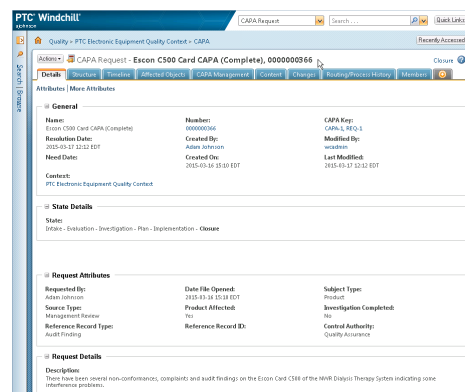 PTC Windchill
ajohnson
CAPA Request
Search . . .
Quick Links
Quality > PTC Electronic Equipment Quality Context > CAPA
Recently Accessed
Search | Browse
Actions
CAPA Request - Escon C500 Card CAPA (Complete), 0000000366
Closure
Details Structure Timeline Affected Objects CAPA Management Content Changes Routing/Process History Members
Attributes | More Attributes
General
Name: Number: CAPA Key:
Escon C500 Card CAPA (Complete) 0000000366 CAPA-1, REQ-1
Resolution Date: Created By: Modified By:
2015-03-17 12:12 EDT Adam Johnson wcadmin
Need Date: Created On: Last Modified:
2015-03-16 15:10 EDT 2015-03-17 12:12 EDT
Context:
PTC Electronic Equipment Quality Context
State Details
State:
Intake - Evaluation - Investigation - Plan - Implementation - Closure
Request Attributes
Requested By: Date File Opened: Subject Type:
Adam Johnson 2015-03-16 15:10 EDT Product
Source Type: Product Affected: Investigation Completed:
Management Review Yes No
Reference Record Type: Reference Record ID: Control Authority:
Audit Finding Quality Assurance
Request Details
Description:
There have been several non-conformances, complaints and audit findings on the Escon Card C500 of the NWR Dialysis Therapy System indicating some
interference problems.